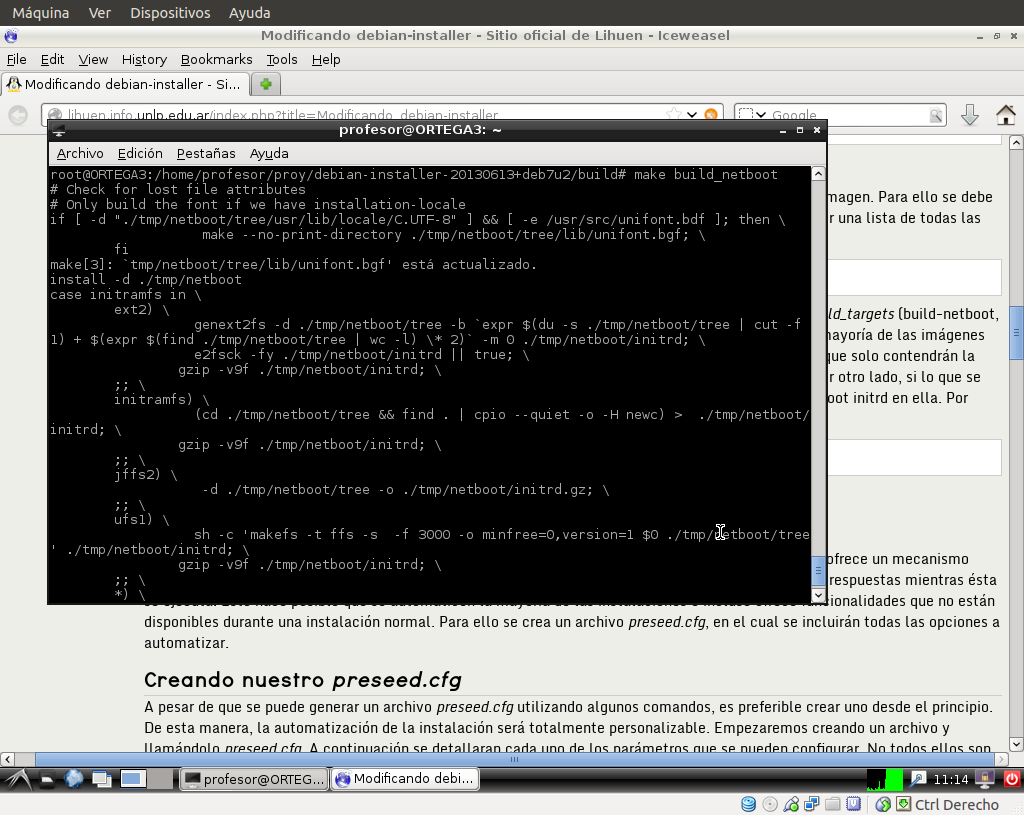 Máquina Ver Dispositivos Ayuda
Modificando debian-installer - Sitio oficial de Lihuen - Iceweasel
File Edit View History Bookmarks Tools Help
Modificando debian-installer - Si...
lihuen.info.unlp.edu.ar/index.php?title=Modificando_debian-installer
Google
profesor@ORTEGA3: ~
Archivo Edición Pestañas Ayuda
root@ORTEGA3:/home/profesor/proy/debian-installer-20130613+deb7u2/build# make build_netboot
# Check for lost file attributes
# Only build the font if we have installation-locale
if [ -d "./tmp/netboot/tree/usr/lib/locale/C.UTF-8" ] && [ -e /usr/src/unifont.bdf ]; then \
make --no-print-directory ./tmp/netboot/tree/lib/unifont.bgf; \
fi
make[3]: `tmp/netboot/tree/lib/unifont.bgf' está actualizado.
install -d ./tmp/netboot
case initramfs in \
ext2) \
genext2fs -d ./tmp/netboot/tree -b `expr $(du -s ./tmp/netboot/tree | cut -f
1) + $(expr $(find ./tmp/netboot/tree | wc -l) \* 2)` -m 0 ./tmp/netboot/initrd; \
e2fsck -fy ./tmp/netboot/initrd || true; \
gzip -v9f ./tmp/netboot/initrd; \
;; \
initramfs) \
(cd ./tmp/netboot/tree && find . | cpio --quiet -o -H newc) > ./tmp/netboot/
initrd; \
gzip -v9f ./tmp/netboot/initrd; \
;; \
jffs2) \
-d ./tmp/netboot/tree -o ./tmp/netboot/initrd.gz; \
;; \
ufs1) \
sh -c 'makefs -t ffs -s -f 3000 -o minfree=0,version=1 $0 ./tmp/netboot/tree
' ./tmp/netboot/initrd; \
gzip -v9f ./tmp/netboot/initrd; \
;; \
*) \
magen. Para ello se debe
r una lista de todas las
ld_targets (build-netboot,
ayoría de las imágenes
que solo contendrán la
r otro lado, si lo que se
oot initrd en ella. Por
ofrece un mecanismo
respuestas mientras ésta
cionalidades que no están
disponibles durante una instalación normal. Para ello se crea un archivo preseed.cfg, en el cual se incluirán todas las opciones a
automatizar.
Creando nuestro preseed.cfg
A pesar de que se puede generar un archivo preseed.cfg utilizando algunos comandos, es preferible crear uno desde el principio.
De esta manera, la automatización de la instalación será totalmente personalizable. Empezaremos creando un archivo y
llamándolo preseed.cfg. A continuación se detallaran cada uno de los parámetros que se pueden configurar. No todos ellos son
profesor@ORTEG... Modificando debi... 11:14
Ctrl Derecho